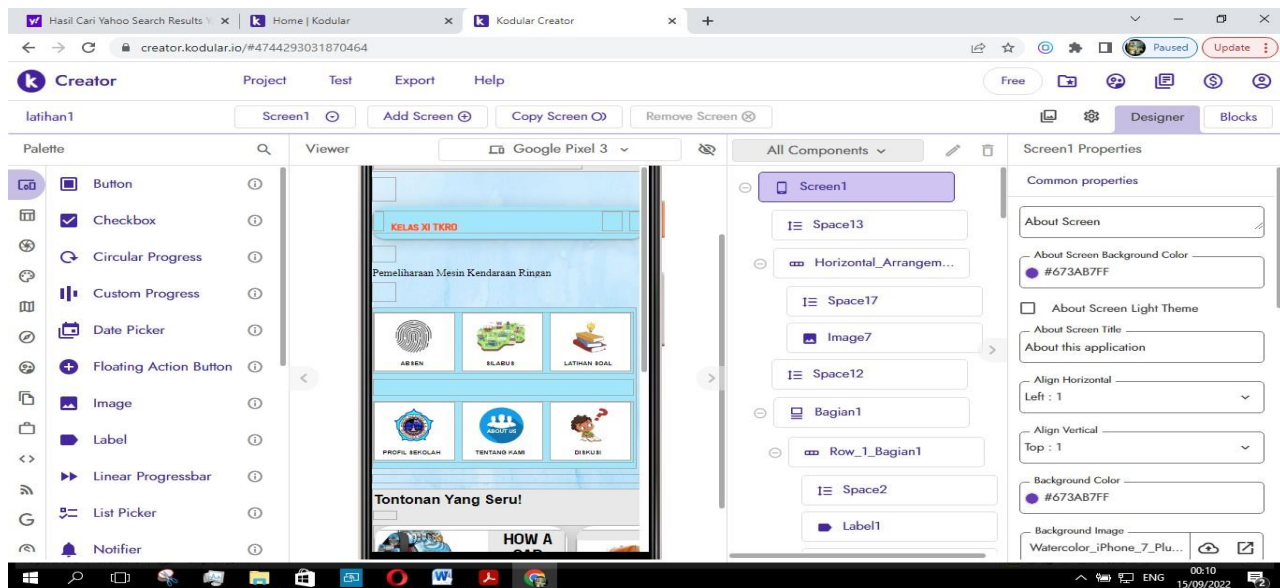 Hasil Cari Yahoo Search Results Y
Home | Kodular
Kodular Creator
creator.kodular.io/#4744293031870464
Paused
Update
Creator
Project
Test
Export
Help
Free
latihan1
Screen1
Add Screen
Copy Screen
Remove Screen
Designer
Blocks
Palette
Viewer
Google Pixel 3
All Components
Screen1 Properties
Button
Checkbox
Circular Progress
Custom Progress
Date Picker
Floating Action Button
Image
Label
Linear Progressbar
List Picker
Notifier
KELAS XI TKRO
Pemeliharaan Mesin Kendaraan Ringan
ABSEN
SILABUS
LATIHAN SOAL
ABOUT US
PROFIL SEKOLAH
TENTANG KAMI
DISKUSI
Tontonan Yang Seru!
HOW A
CAR
Screen1
Space13
Horizontal_Arrangem...
Space17
Image7
Space12
Bagian1
Row_1_Bagian1
Space2
Label1
Common properties
About Screen
About Screen Background Color
#673AB7FF
About Screen Light Theme
About Screen Title
About this application
Align Horizontal
Left : 1
Align Vertical
Top : 1
Background Color
#673AB7FF
Background Image
Watercolor_iPhone_7_Plu...
ENG
00:10
15/09/2022